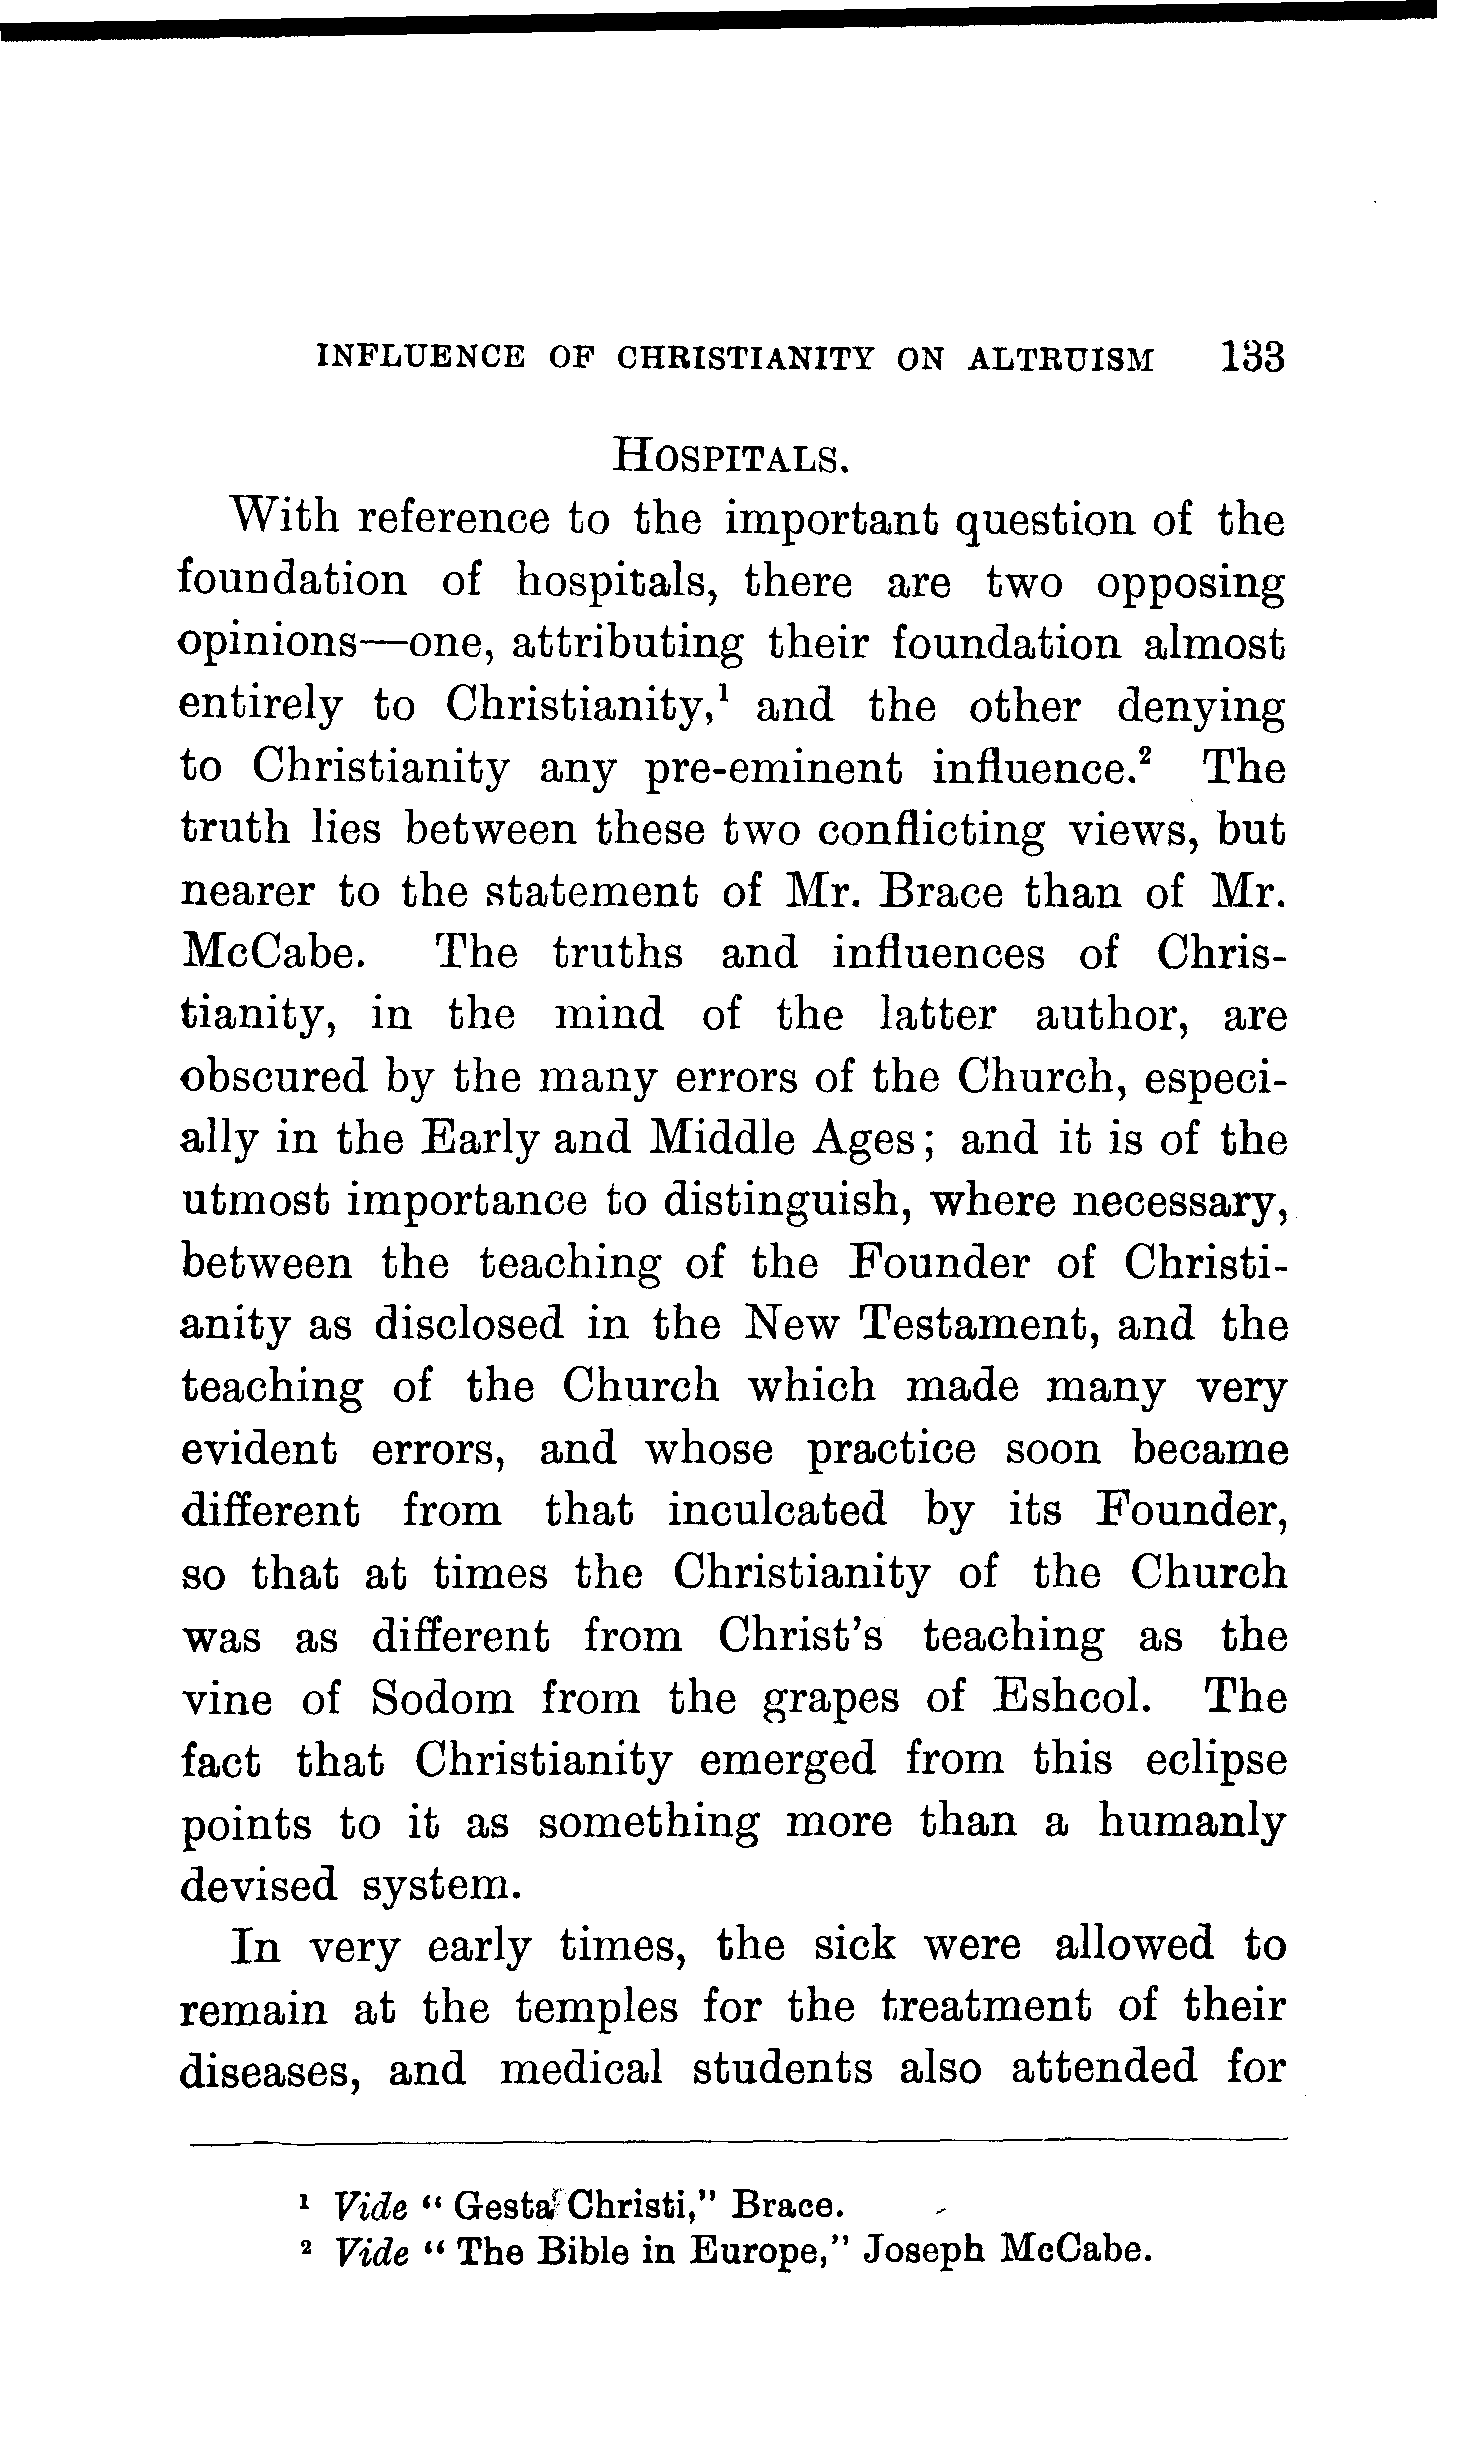 INFLUENCE OF CHRISTIANITY ON ALTRUISM 133
HOSPITALS.
With reference to the important question of the
foundation of hospitals, there are two opposing
opinions—one, attributing their foundation almost
entirely to Christianity,¹ and the other denying
to Christianity any pre-eminent influence.² The
truth lies between these two conflicting views, but
nearer to the statement of Mr. Brace than of Mr.
McCabe. The truths and influences of Chris-
tianity, in the mind of the latter author, are
obscured by the many errors of the Church, especi-
ally in the Early and Middle Ages; and it is of the
utmost importance to distinguish, where necessary,
between the teaching of the Founder of Christi-
anity as disclosed in the New Testament, and the
teaching of the Church which made many very
evident errors, and whose practice soon became
different from that inculcated by its Founder,
so that at times the Christianity of the Church
was as different from Christ's teaching as the
vine of Sodom from the grapes of Eshcol. The
fact that Christianity emerged from this eclipse
points to it as something more than a humanly
devised system.
In very early times, the sick were allowed to
remain at the temples for the treatment of their
diseases, and medical students also attended for
¹ Vide "Gesta Christi," Brace.
² Vide "The Bible in Europe," Joseph McCabe.